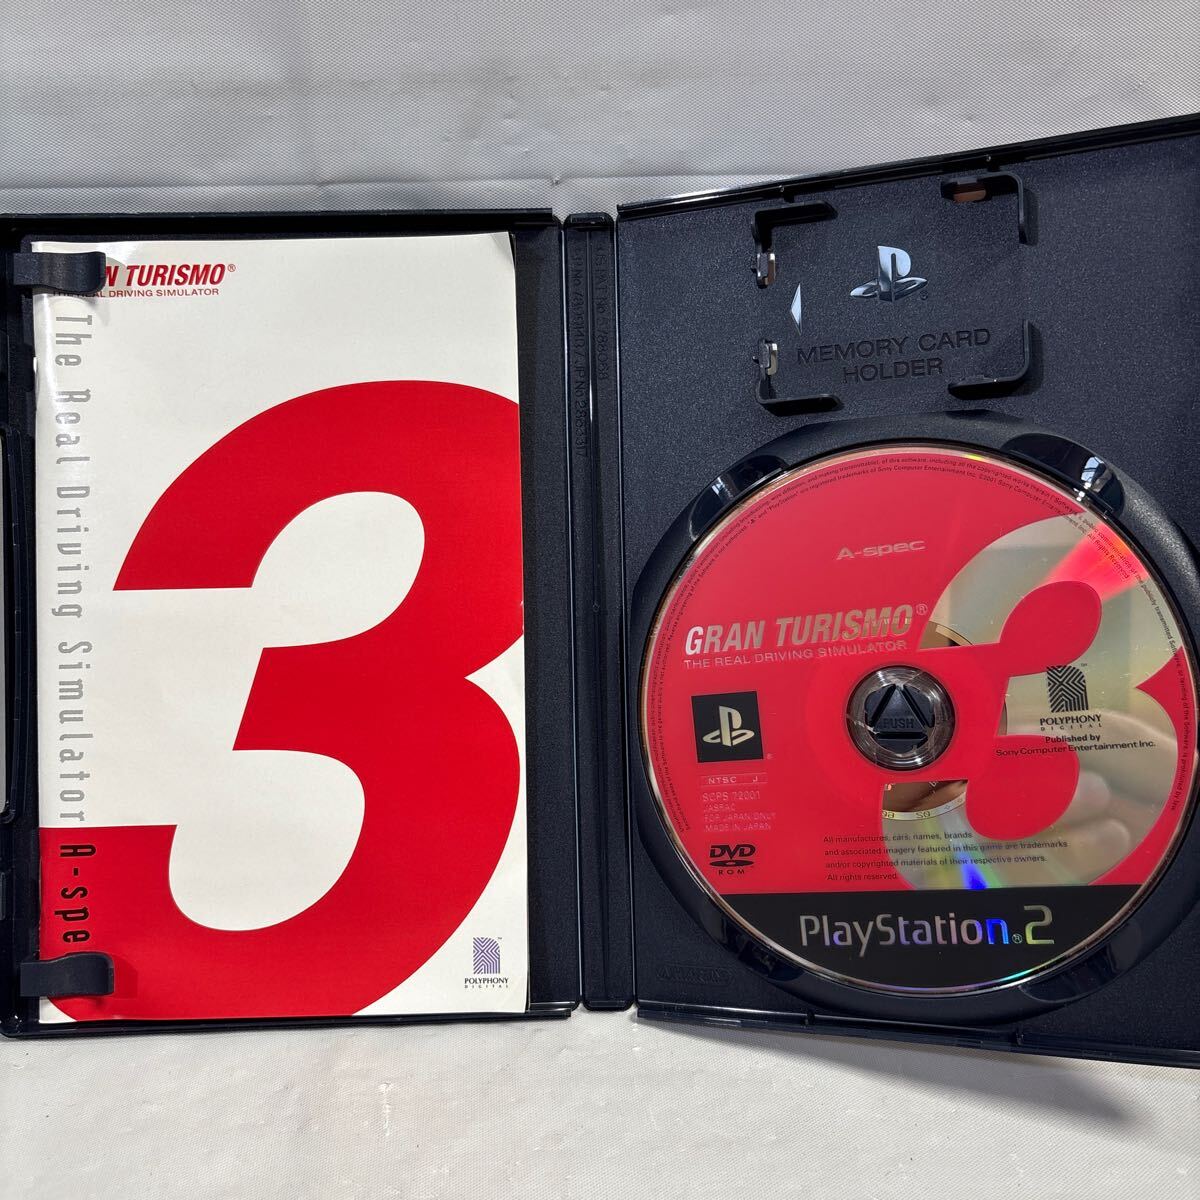 N TURISMO®
REAL DRIVING SIMULATOR
The Real Driving Simulator A-spe
3
POLYPHONY
DIGITAL
MEMORY CARD
HOLDER
A-spec
GRAN TURISMO®
THE REAL DRIVING SIMULATOR
3
PUSH
POLYPHONY
DIGITAL
Published by
Sony Computer Entertainment Inc.
NTSC J
SCPS 72001
JASRAC
FOR JAPAN ONLY
MADE IN JAPAN
DVD
ROM
All manufactures, cars, names, brands
and associated imagery featured in this game are trademarks
and/or copyrighted materials of their respective owners.
All rights reserved.
PlayStation®2